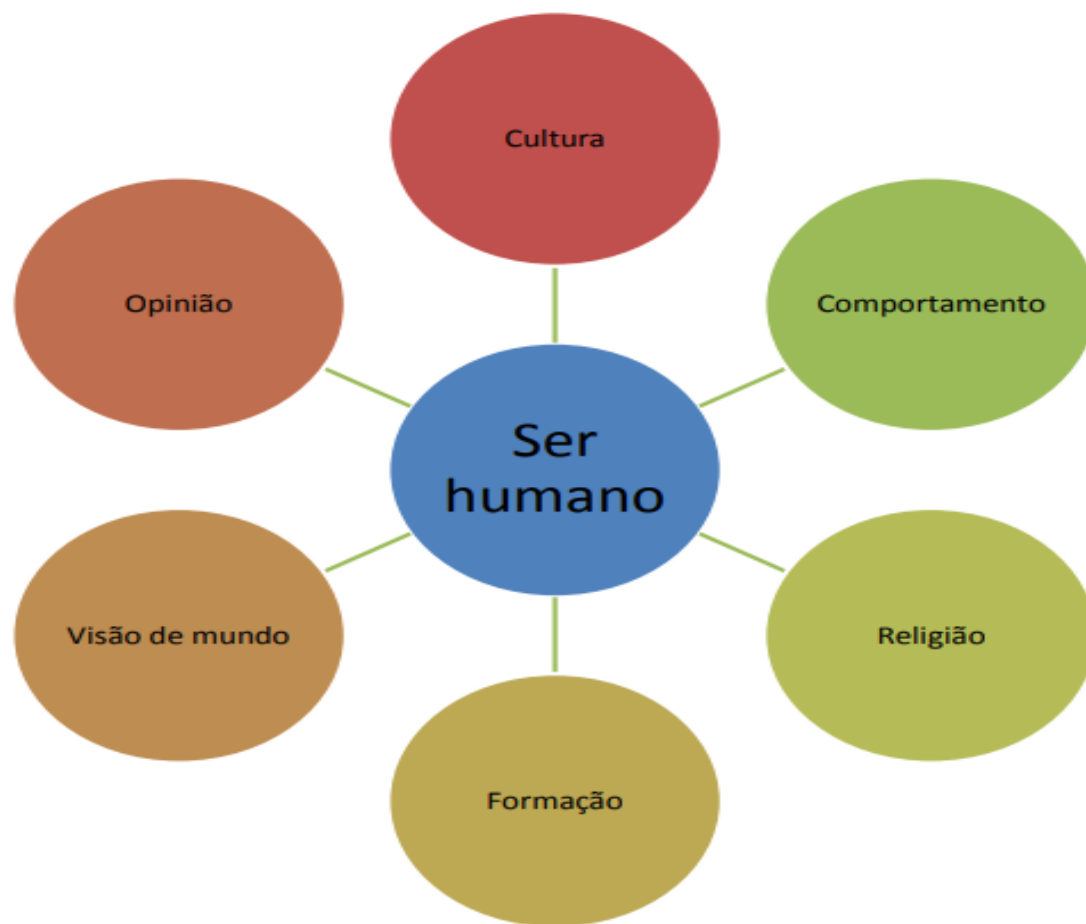 Cultura
Opinião
Comportamento
Ser
humano
Visão de mundo
Religião
Formação